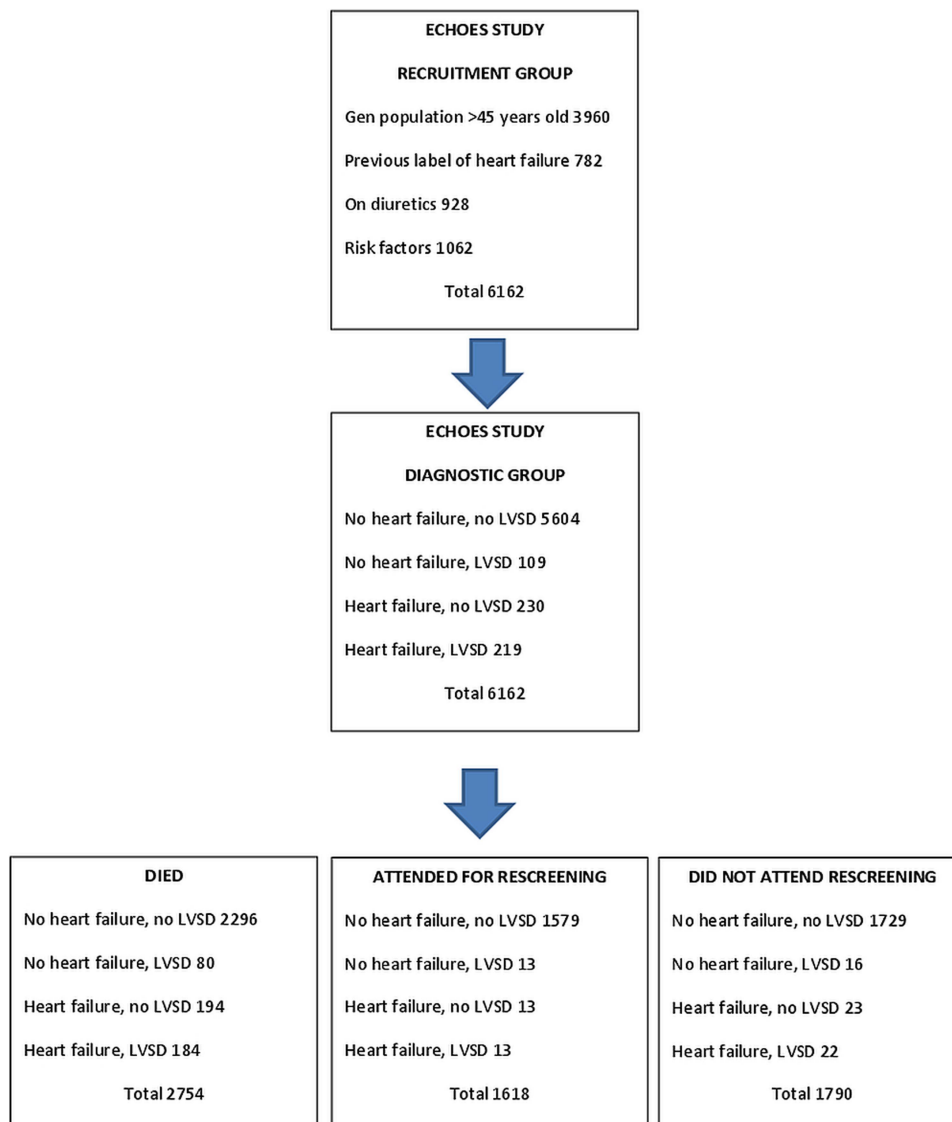 ECHOES STUDY
RECRUITMENT GROUP
Gen population >45 years old 3960
Previous label of heart failure 782
On diuretics 928
Risk factors 1062
Total 6162
ECHOES STUDY
DIAGNOSTIC GROUP
No heart failure, no LVSD 5604
No heart failure, LVSD 109
Heart failure, no LVSD 230
Heart failure, LVSD 219
Total 6162
DIED
No heart failure, no LVSD 2296
No heart failure, LVSD 80
Heart failure, no LVSD 194
Heart failure, LVSD 184
Total 2754
ATTENDED FOR RESCREENING
No heart failure, no LVSD 1579
No heart failure, LVSD 13
Heart failure, no LVSD 13
Heart failure, LVSD 13
Total 1618
DID NOT ATTEND RESCREENING
No heart failure, no LVSD 1729
No heart failure, LVSD 16
Heart failure, no LVSD 23
Heart failure, LVSD 22
Total 1790